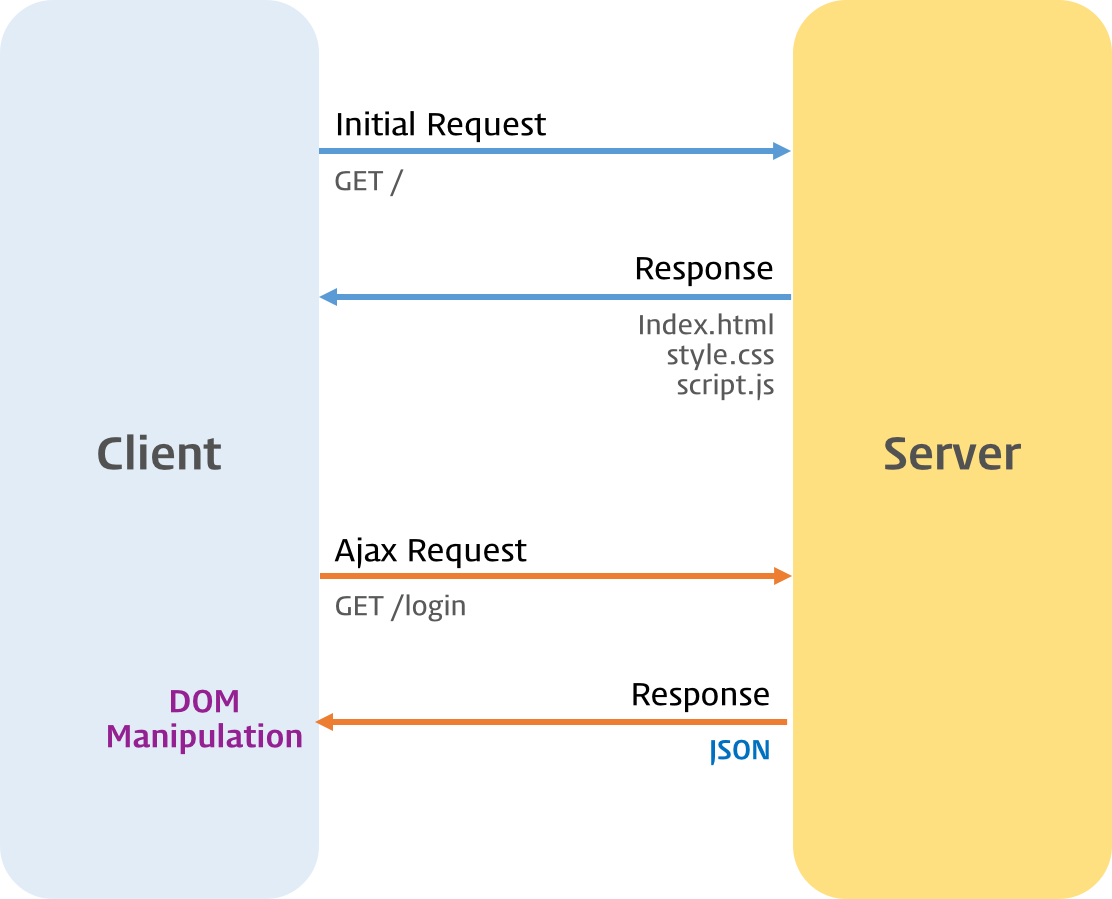 Initial Request
GET /
Response
Index.html
style.css
script.js
Client
Server
Ajax Request
GET /login
DOM
Manipulation
Response
JSON